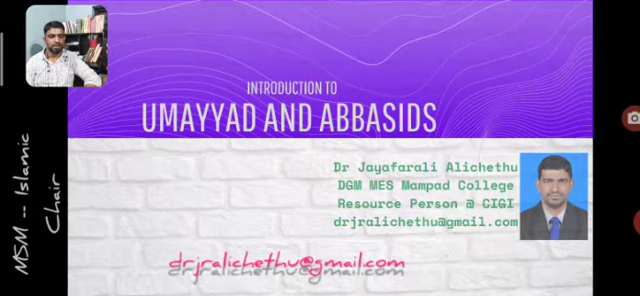 INTRODUCTION TO
UMAYYAD AND ABBASIDS
Dr Jayafarali Alichethu
DGM MES Mampad College
Resource Person @ CIGI
drjralichethu@gmail.com
drjralichethu@gmail.com
MSM -- Islamic
Chair